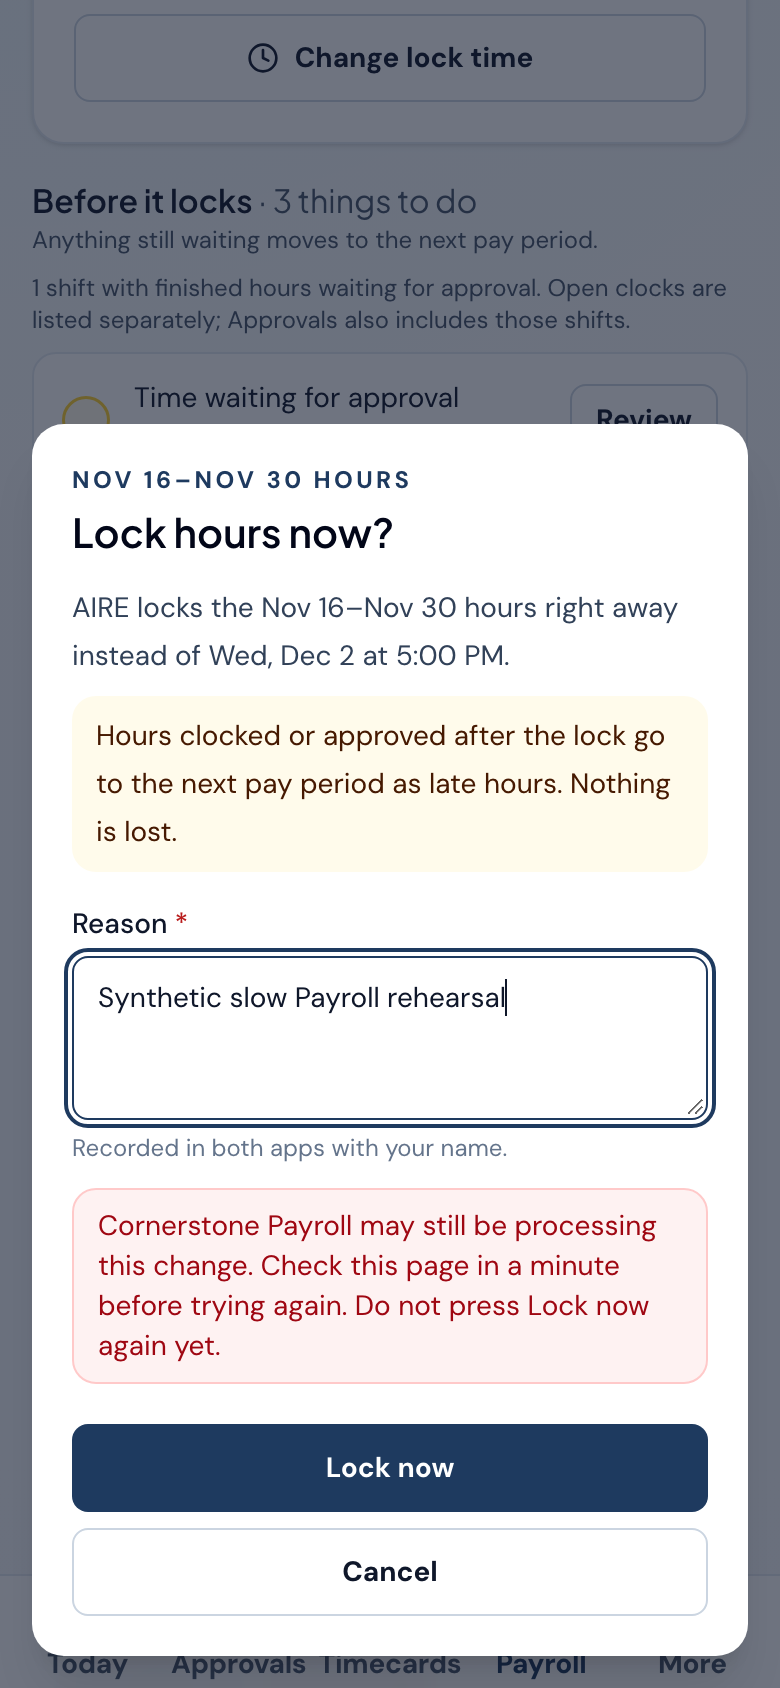 Change lock time
Before it locks · 3 things to do
Anything still waiting moves to the next pay period.
1 shift with finished hours waiting for approval. Open clocks are
listed separately; Approvals also includes those shifts.
Time waiting for approval
Review
NOV 16–NOV 30 HOURS
Lock hours now?
AIRE locks the Nov 16–Nov 30 hours right away
instead of Wed, Dec 2 at 5:00 PM.
Hours clocked or approved after the lock go
to the next pay period as late hours. Nothing
is lost.
Reason *
Synthetic slow Payroll rehearsal
Recorded in both apps with your name.
Cornerstone Payroll may still be processing
this change. Check this page in a minute
before trying again. Do not press Lock now
again yet.
Lock now
Cancel
Today Approvals Timecards Payroll More